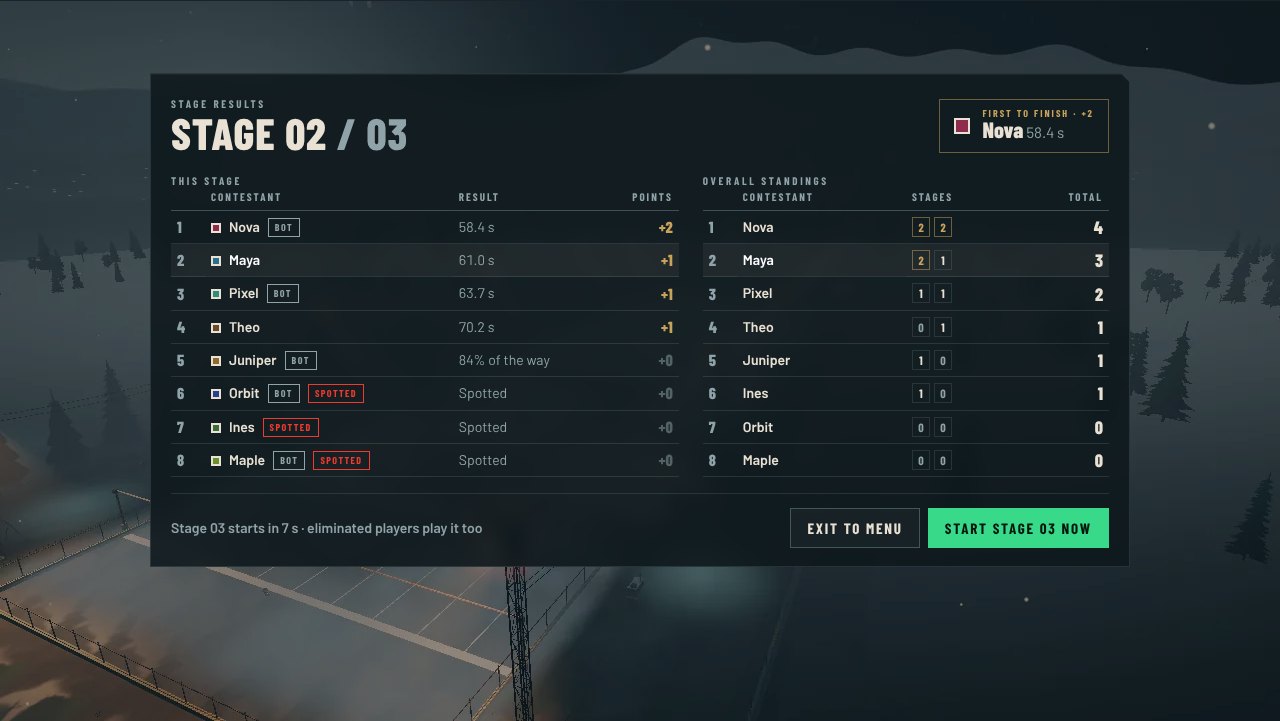 STAGE RESULTS
STAGE 02 / 03
FIRST TO FINISH · +2
Nova 58.4 s
THIS STAGE
CONTESTANT RESULT POINTS
1 Nova BOT 58.4 s +2
2 Maya 61.0 s +1
3 Pixel BOT 63.7 s +1
4 Theo 70.2 s +1
5 Juniper BOT 84% of the way +0
6 Orbit BOT SPOTTED Spotted +0
7 Ines SPOTTED Spotted +0
8 Maple BOT SPOTTED Spotted +0
OVERALL STANDINGS
CONTESTANT STAGES TOTAL
1 Nova 2 2 4
2 Maya 2 1 3
3 Pixel 1 1 2
4 Theo 0 1 1
5 Juniper 1 0 1
6 Ines 1 0 1
7 Orbit 0 0 0
8 Maple 0 0 0
Stage 03 starts in 7 s · eliminated players play it too
EXIT TO MENU
START STAGE 03 NOW